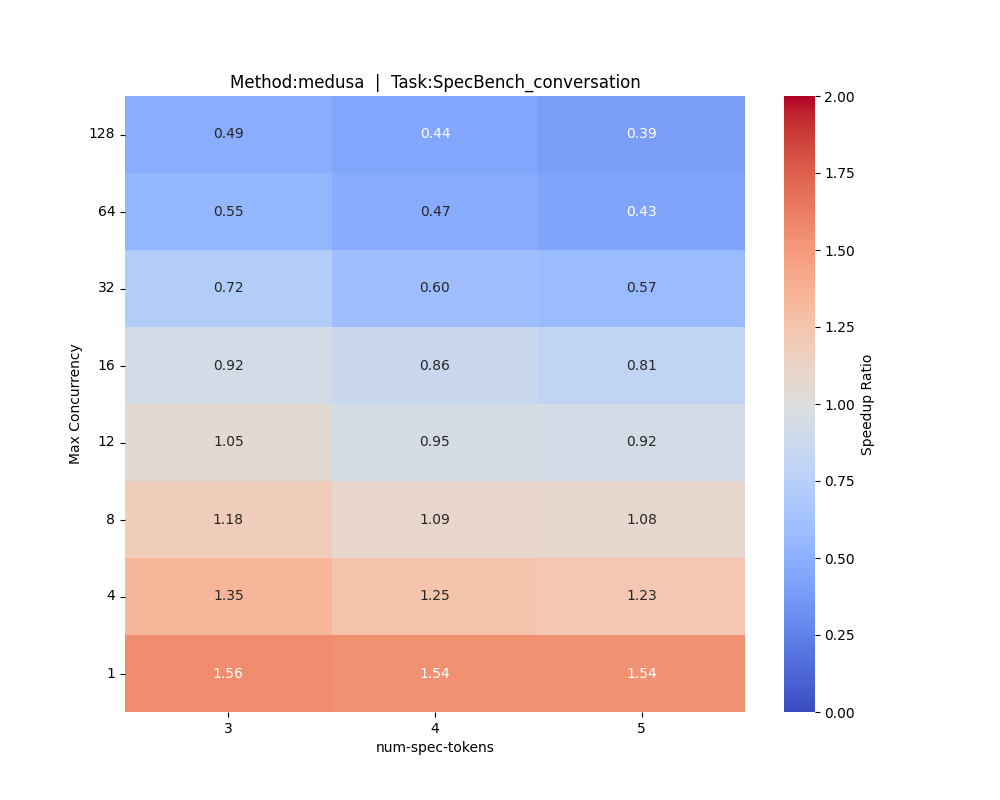 Method:medusa | Task:SpecBench_conversation
128 0.49 0.44 0.39
64 0.55 0.47 0.43
32 0.72 0.60 0.57
16 0.92 0.86 0.81
12 1.05 0.95 0.92
8 1.18 1.09 1.08
4 1.35 1.25 1.23
1 1.56 1.54 1.54
3 4 5
num-spec-tokens
Max Concurrency
2.00
1.75
1.50
1.25
1.00
0.75
0.50
0.25
0.00
Speedup Ratio